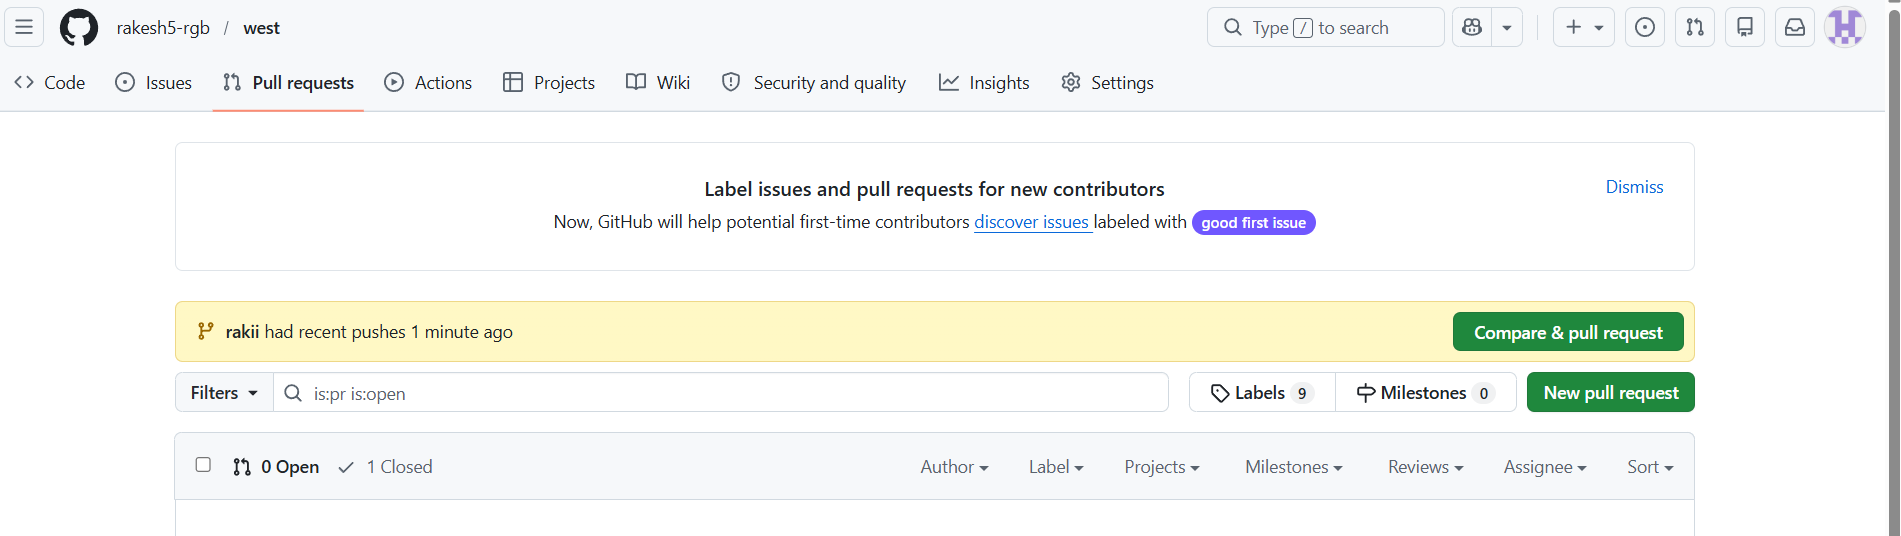 rakesh5-rgb / west
Type / to search
Code Issues Pull requests Actions Projects Wiki Security and quality Insights Settings
Label issues and pull requests for new contributors
Dismiss
Now, GitHub will help potential first-time contributors discover issues labeled with good first issue
rakii had recent pushes 1 minute ago
Compare & pull request
Filters is:pr is:open Labels 9 Milestones 0 New pull request
0 Open 1 Closed Author Label Projects Milestones Reviews Assignee Sort